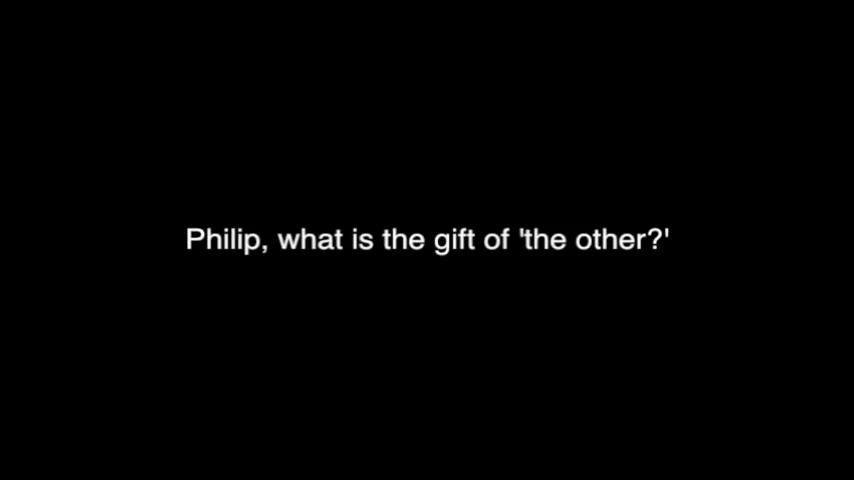 Philip, what is the gift of 'the other?'